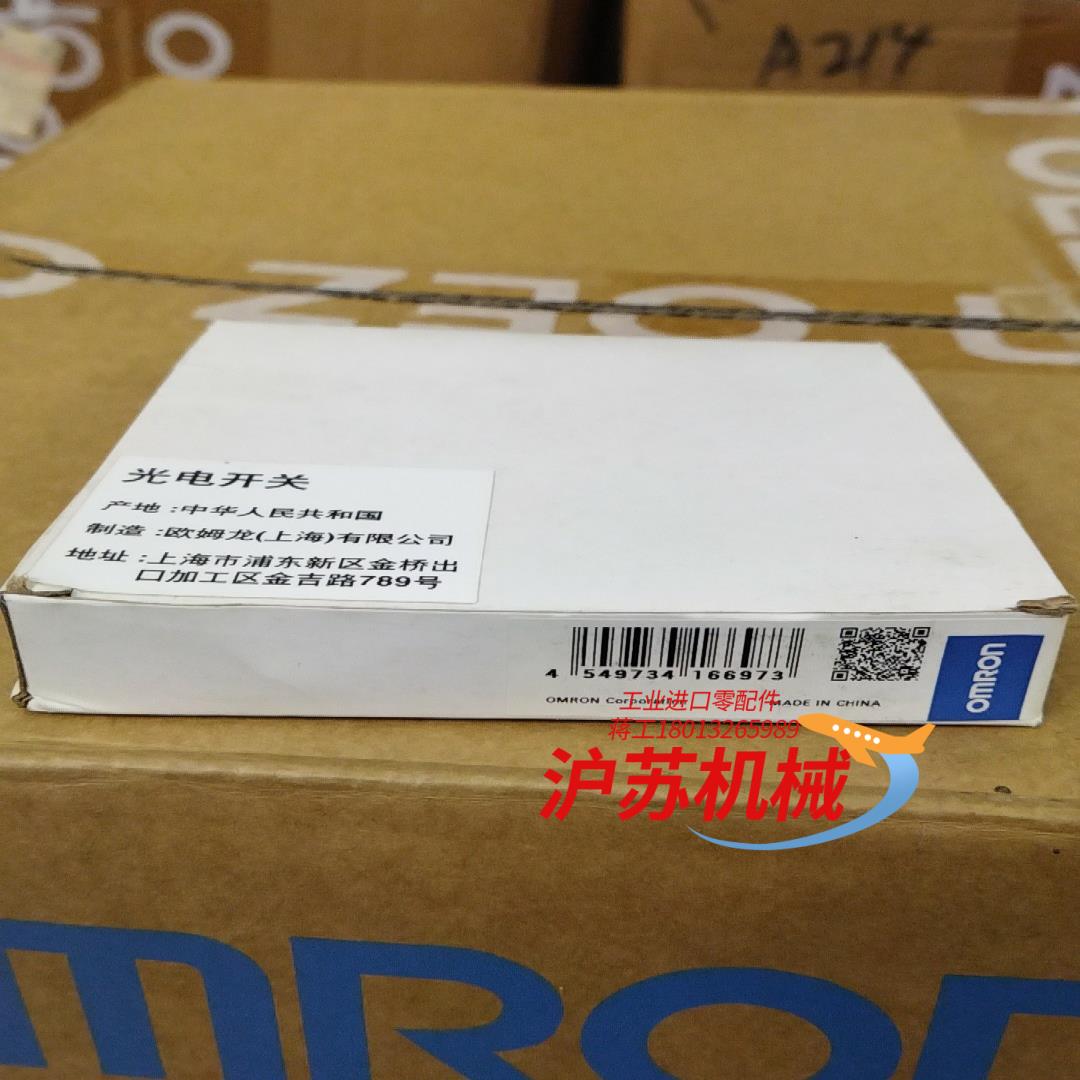 A214
光电开关
产地:中华人民共和国
制造:欧姆龙(上海)有限公司
地址:上海市浦东新区金桥出
口加工区金吉路789号
4 549734 166973
OMRON Corporation MADE IN CHINA
OMRON
工业进口零配件
蒋工18013265989
沪苏机械
OMRON